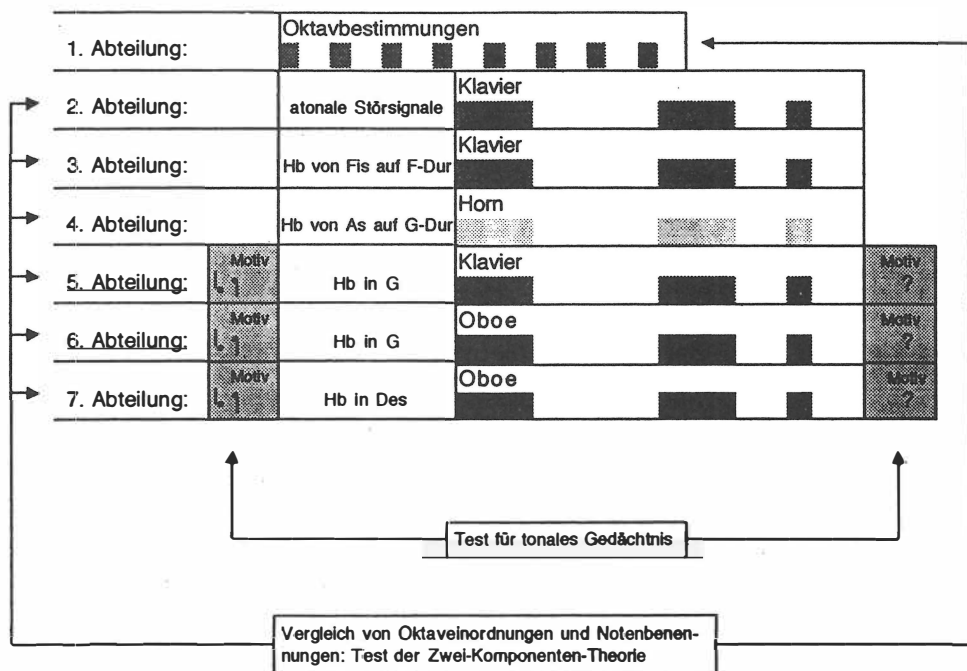 Oktavbestimmungen
1. Abteilung:
Klavier
2. Abteilung: atonale Störsignale
Klavier
3. Abteilung: Hb von Fis auf F-Dur
Horn
4. Abteilung: Hb von As auf G-Dur
Motiv Klavier Motiv
5. Abteilung: Hb in G ?
Motiv Oboe Motiv
6. Abteilung: Hb in G ?
Motiv Oboe Motiv
7. Abteilung: Hb in Des ?
Test für tonales Gedächtnis
Vergleich von Oktaveinordnungen und Notenbenen-
nungen: Test der Zwei-Komponenten-Theorie